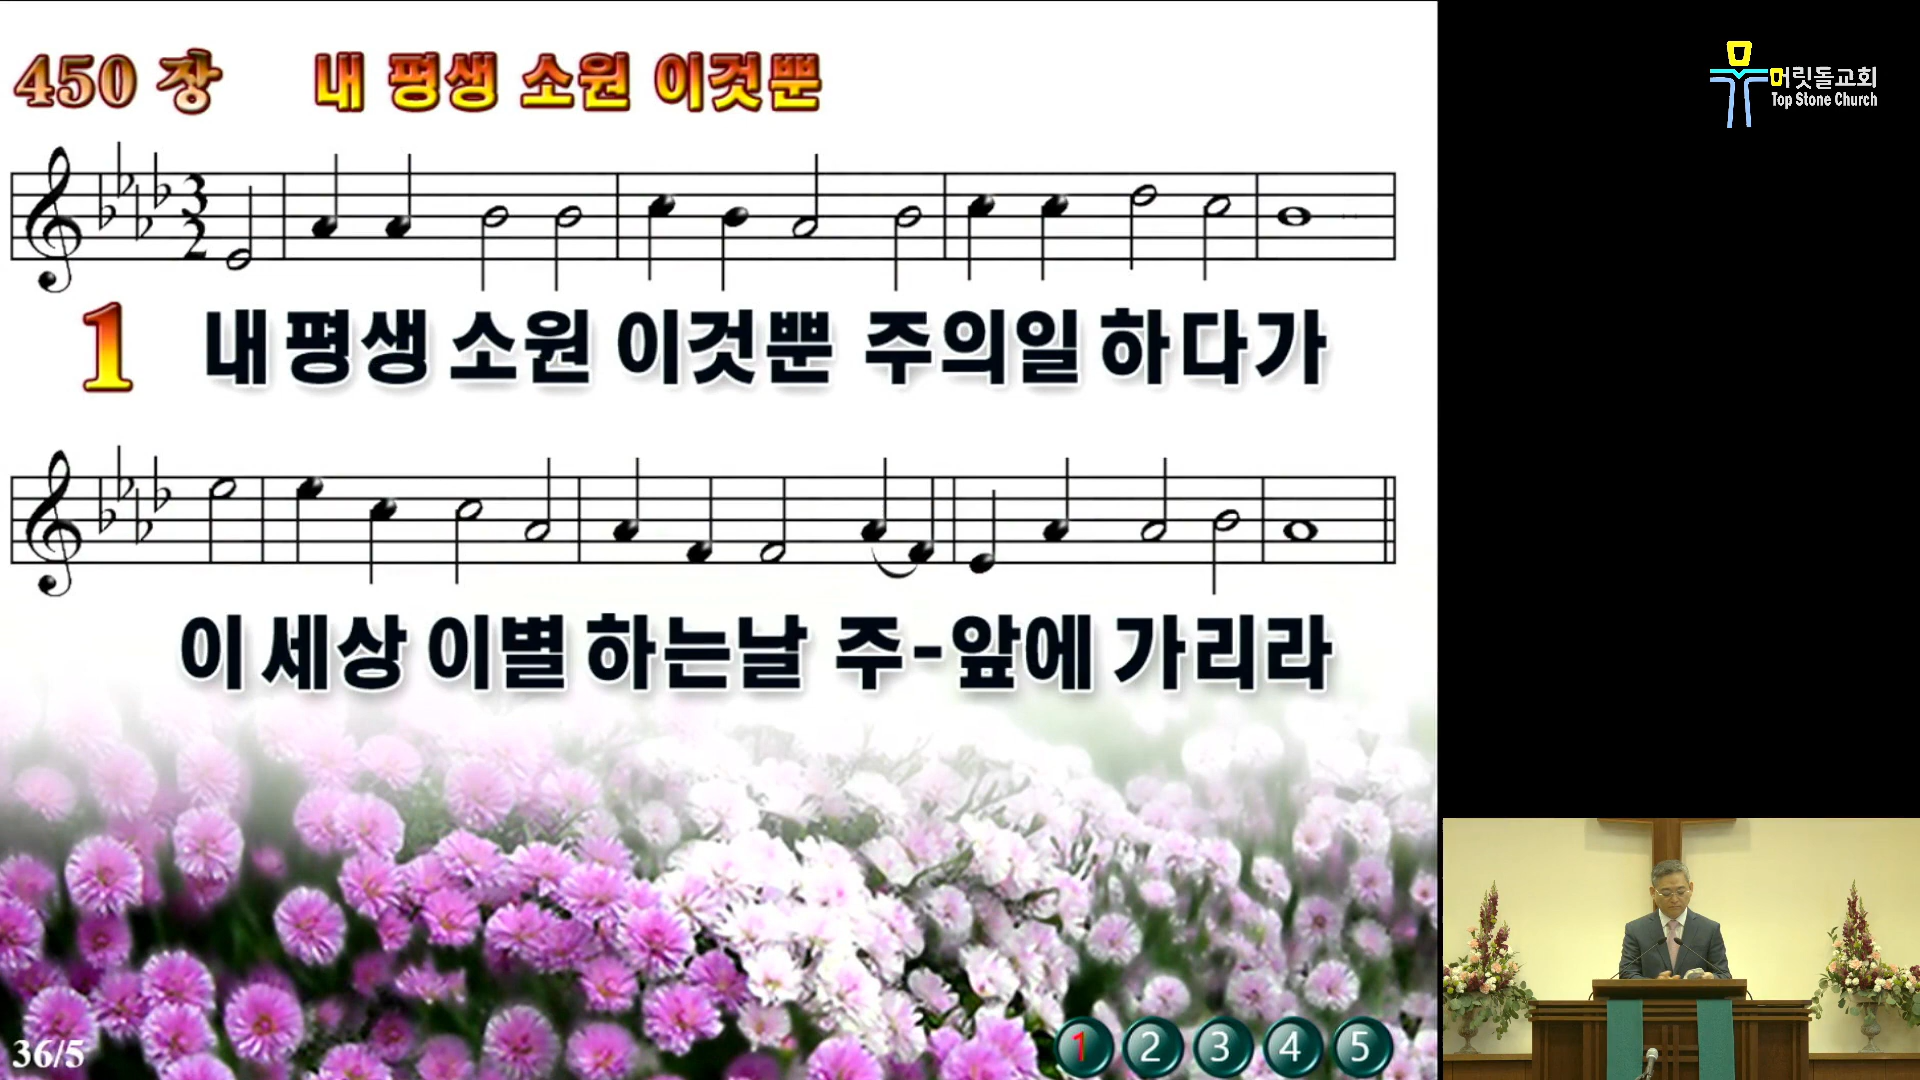 450 장 내 평생 소원 이것뿐
머릿돌교회
Top Stone Church
3
2
1 내 평생 소원 이것뿐 주의일 하다가
이 세상 이별 하는날 주-앞에 가리라
36/5
1 2 3 4 5